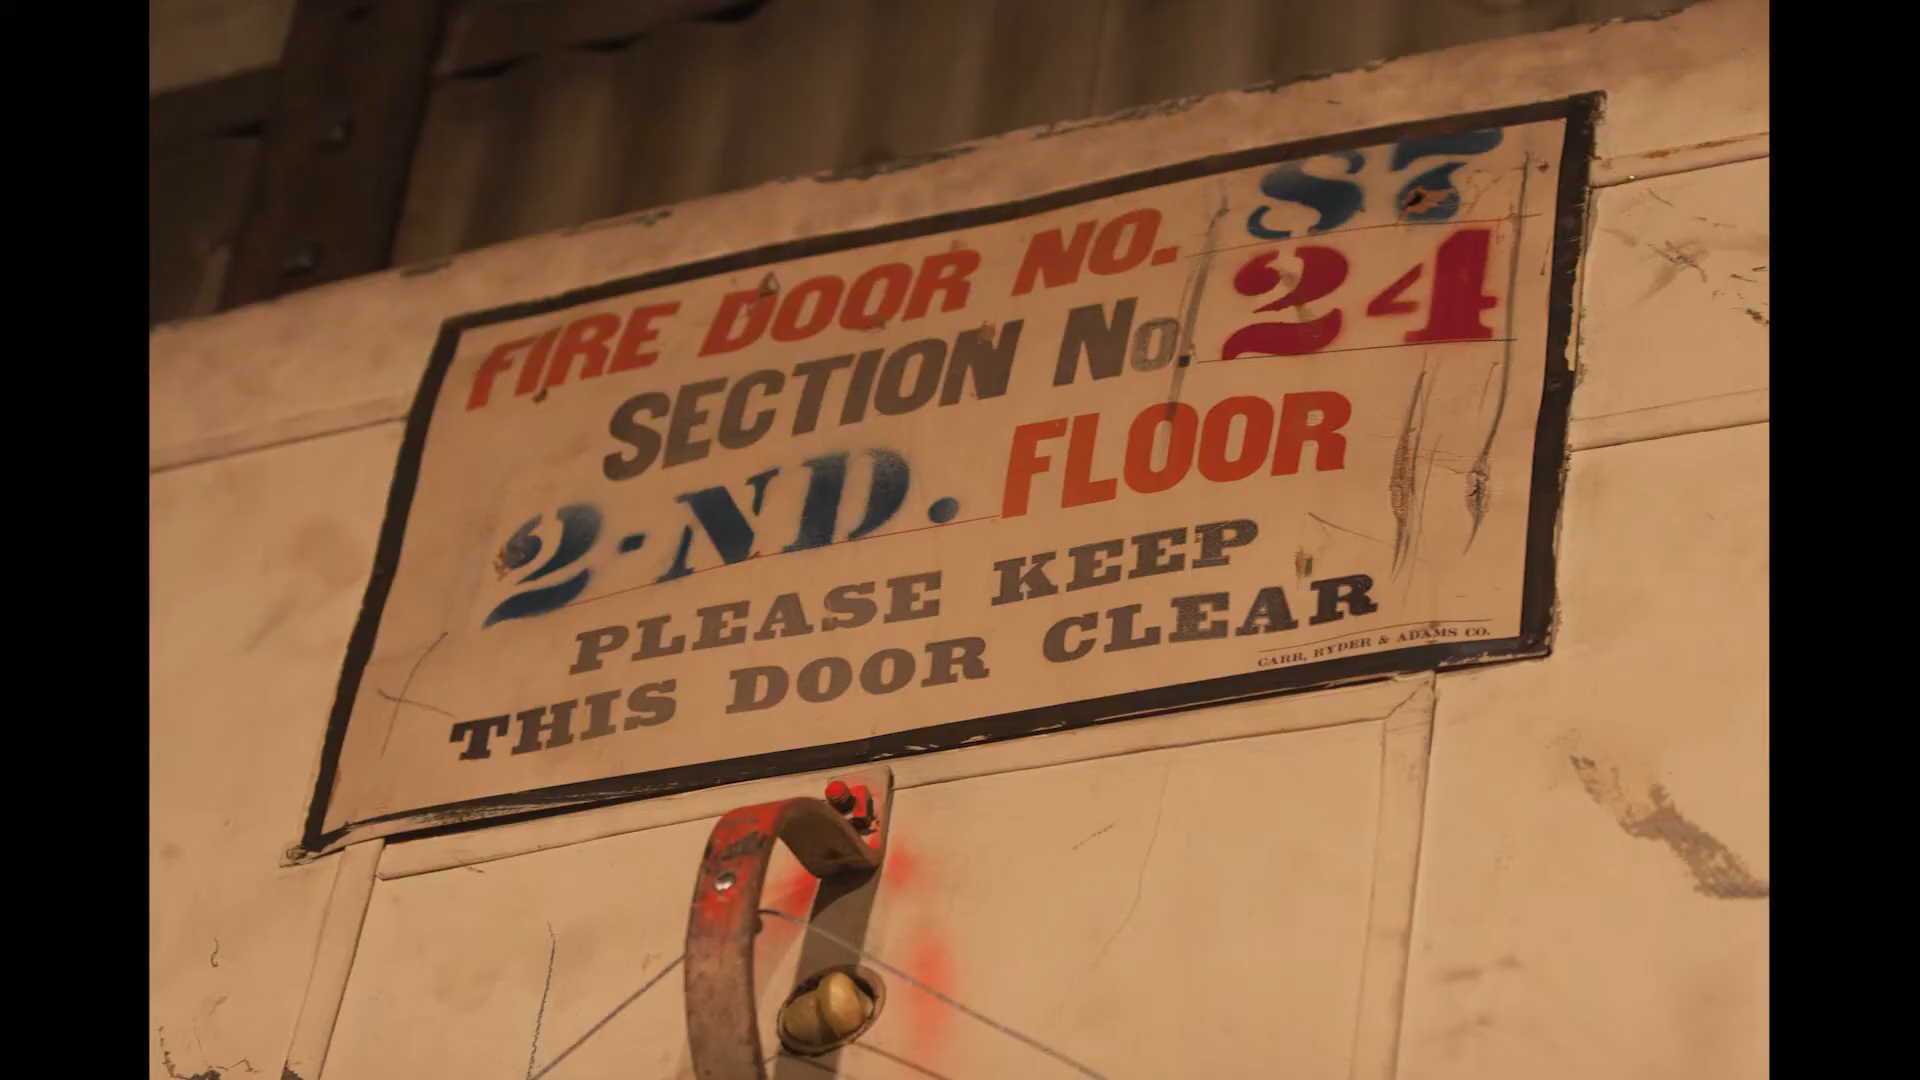 FIRE DOOR NO. 87
SECTION NO. 24
2-ND. FLOOR
PLEASE KEEP
THIS DOOR CLEAR
CARR, RYDER & ADAMS CO.